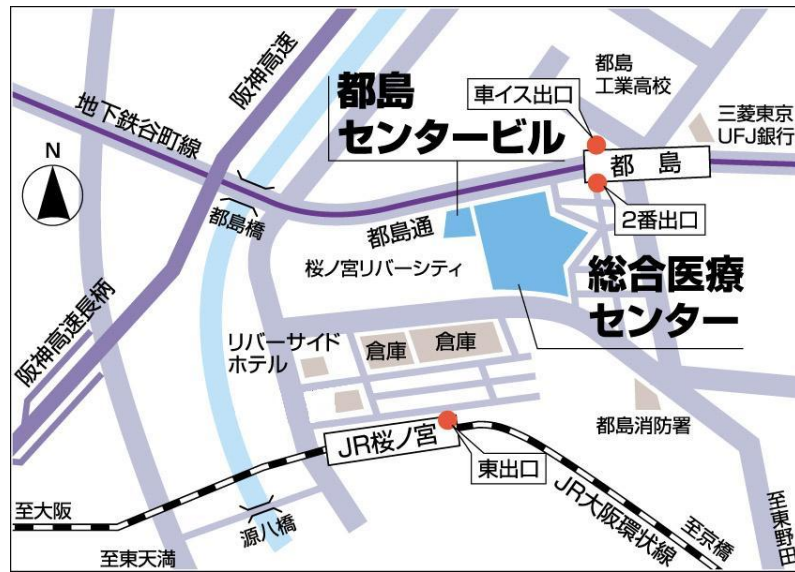 N
地下鉄谷町線
阪神高速
都島
センタービル
車イス出口
都島
工業高校
三菱東京
UFJ銀行
都島
2番出口
都島橋
都島通
桜ノ宮リバーシティ
総合医療
センター
阪神高速長柄
リバーサイド
ホテル
倉庫
倉庫
都島消防署
JR桜ノ宮
東出口
JR大阪環状線
至大阪
至東天満
源八橋
至京橋
至東野田